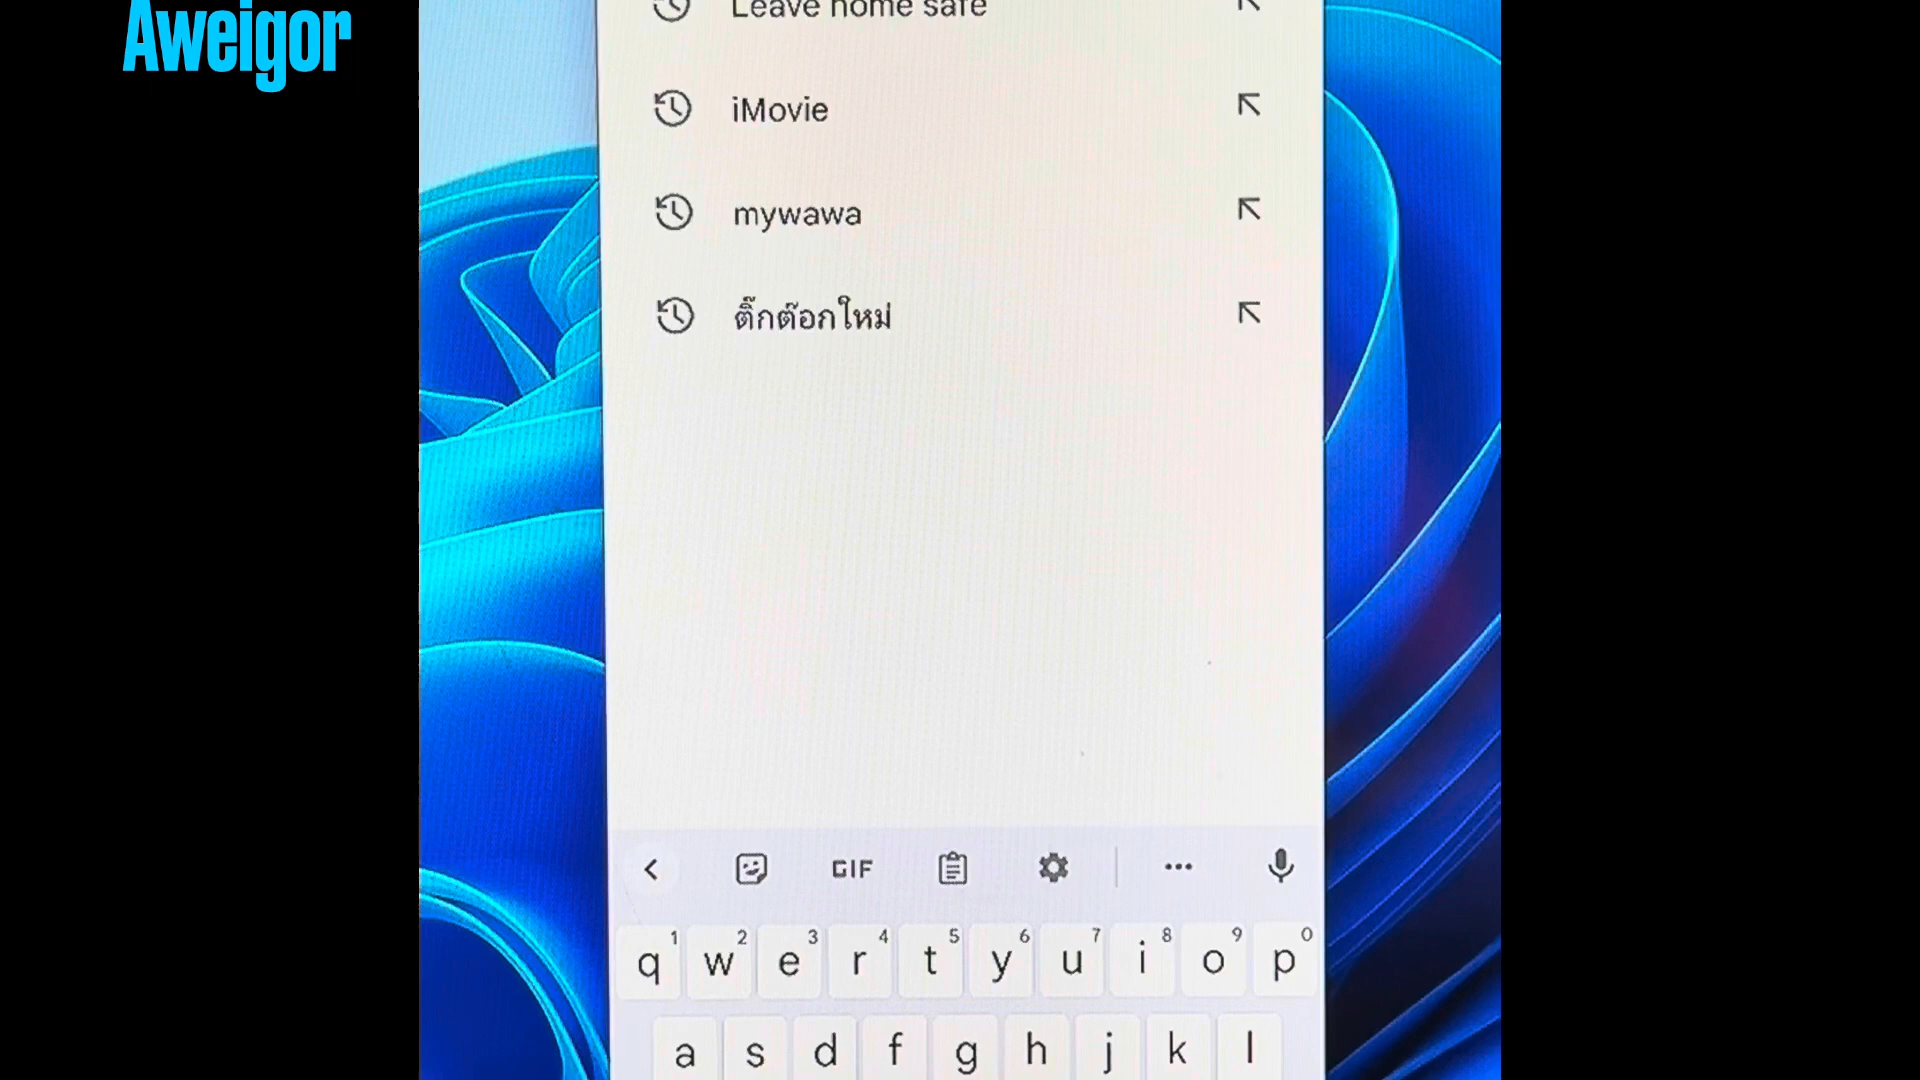 Aweigor
Leave home safe
iMovie
mywawa
ติ๊กต๊อกใหม่
GIF
1 2 3 4 5 6 7 8 9 0
q w e r t y u i o p
a s d f g h j k l